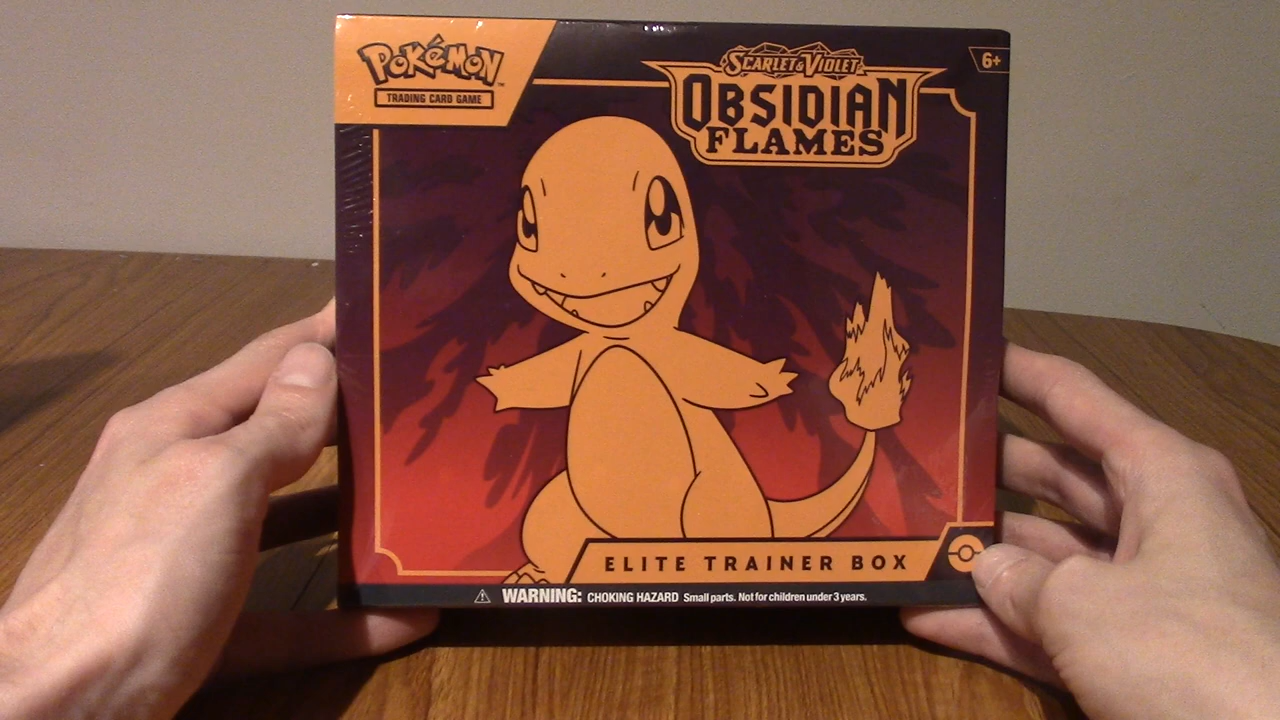 POKéMON™
TRADING CARD GAME
SCARLET & VIOLET
OBSIDIAN
FLAMES
6+
ELITE TRAINER BOX
⚠ WARNING: CHOKING HAZARD Small parts. Not for children under 3 years.